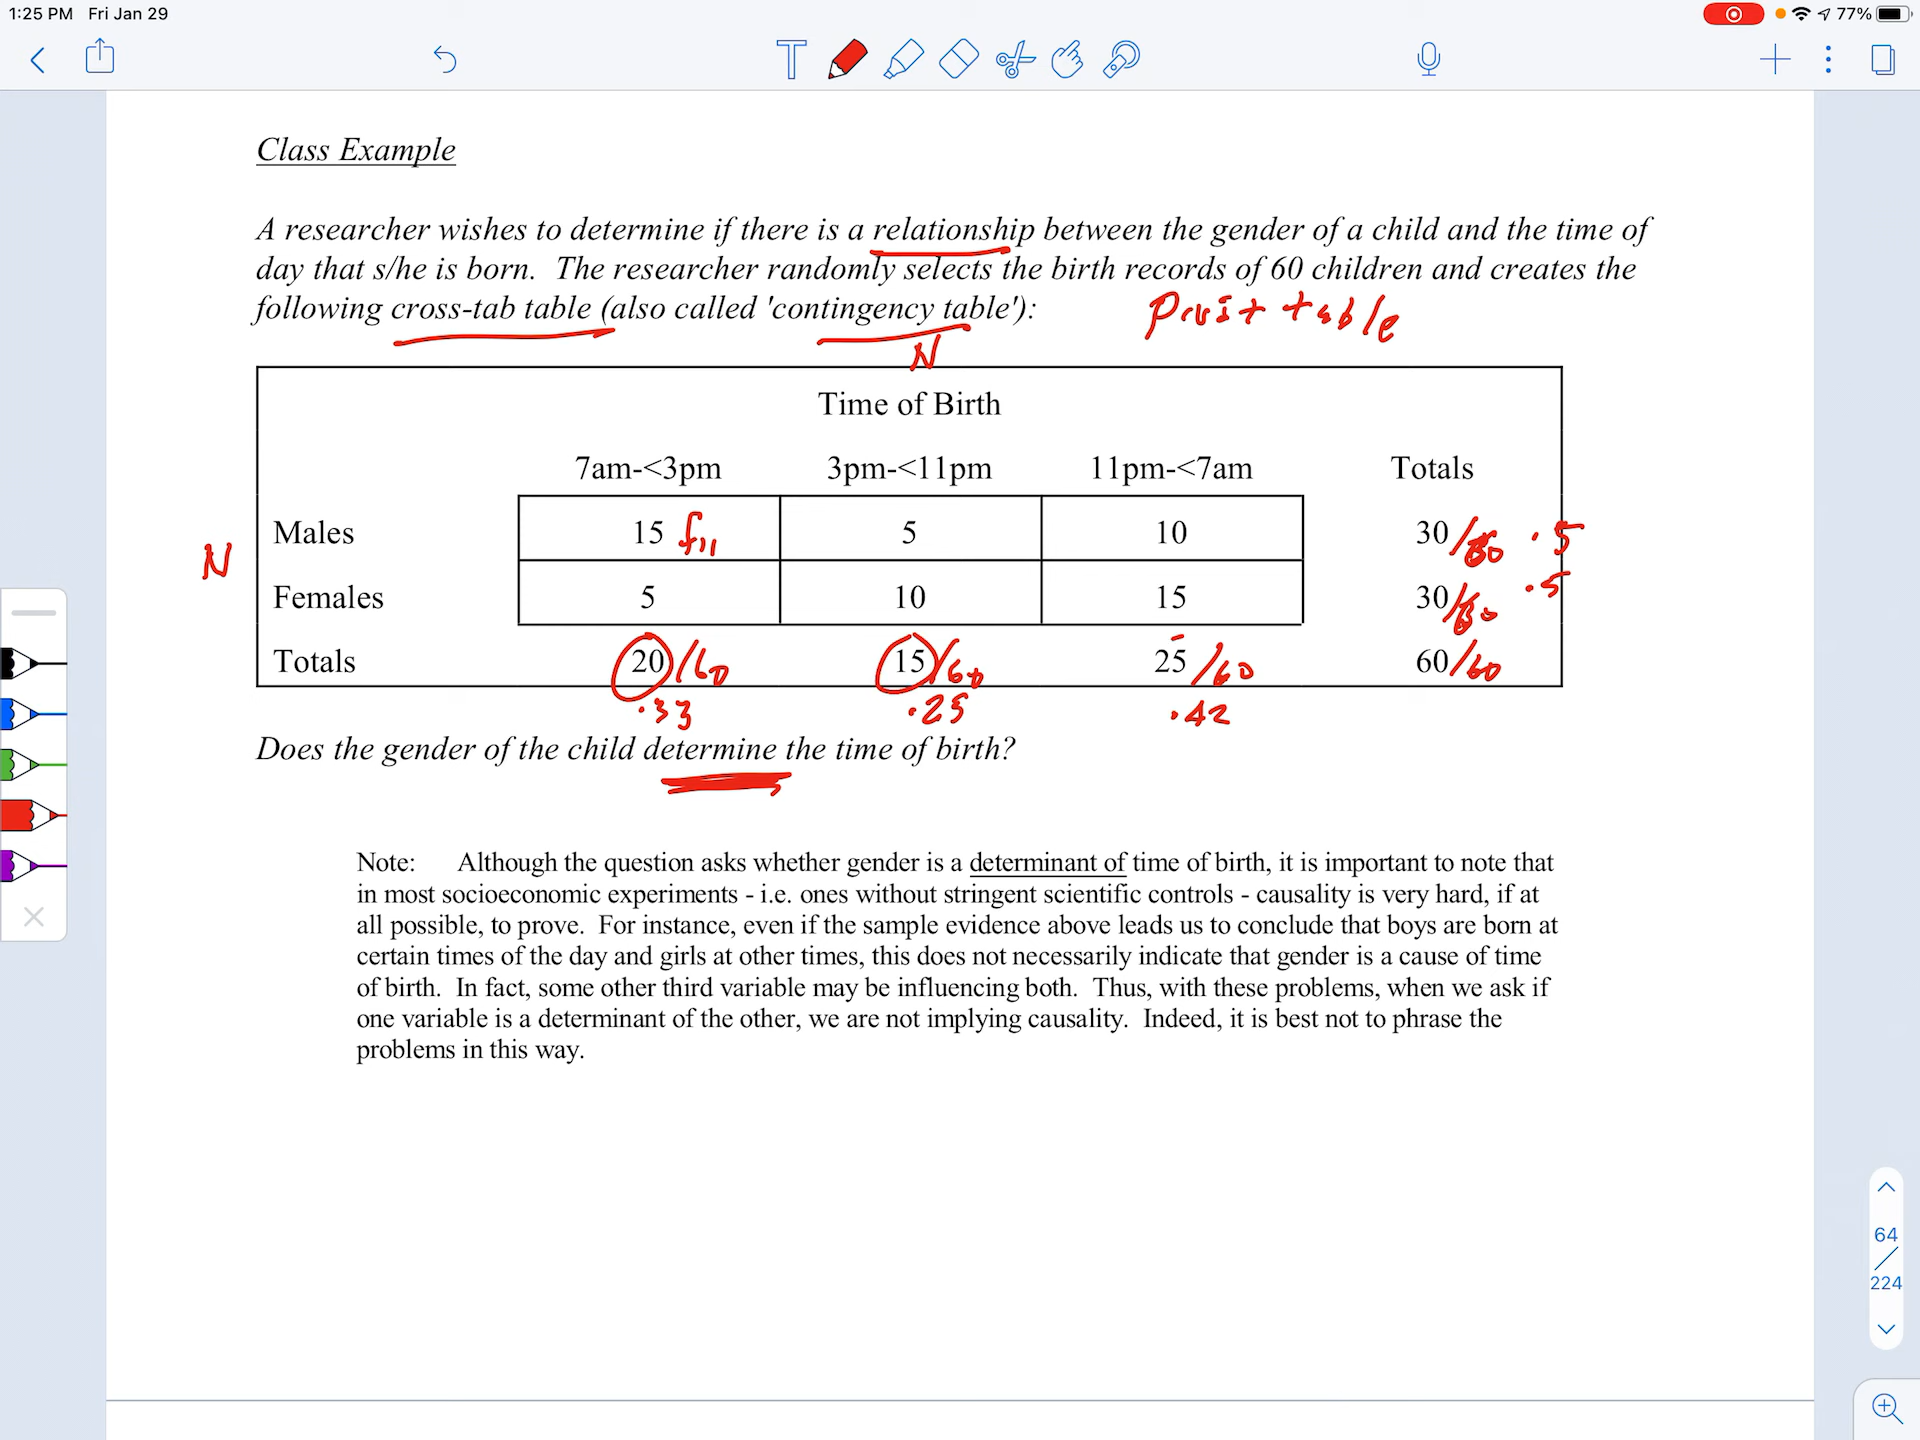 1:25 PM Fri Jan 29
77%
Class Example
A researcher wishes to determine if there is a relationship between the gender of a child and the time of
day that s/he is born. The researcher randomly selects the birth records of 60 children and creates the
following cross-tab table (also called 'contingency table'):
table
N
Time of Birth
7am-<3pm 3pm-<11pm 11pm-<7am Totals
N
Males 15 f11 5 10 30/60 .5
Females 5 10 15 30/60 .5
Totals 20/60 15/60 25/60 60/60
.33 .25 .42
Does the gender of the child determine the time of birth?
Note: Although the question asks whether gender is a determinant of time of birth, it is important to note that
in most socioeconomic experiments - i.e. ones without stringent scientific controls - causality is very hard, if at
all possible, to prove. For instance, even if the sample evidence above leads us to conclude that boys are born at
certain times of the day and girls at other times, this does not necessarily indicate that gender is a cause of time
of birth. In fact, some other third variable may be influencing both. Thus, with these problems, when we ask if
one variable is a determinant of the other, we are not implying causality. Indeed, it is best not to phrase the
problems in this way.
64
224